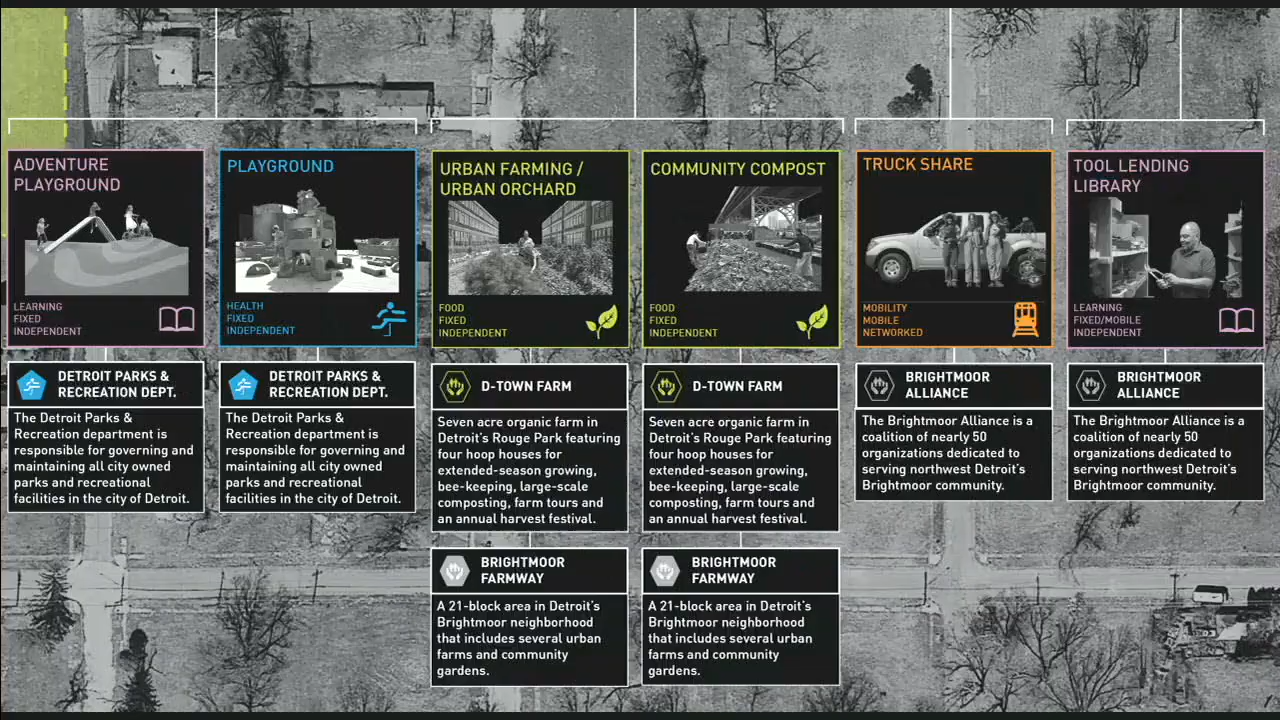 ADVENTURE
PLAYGROUND
LEARNING
FIXED
INDEPENDENT
DETROIT PARKS &
RECREATION DEPT.
The Detroit Parks &
Recreation department is
responsible for governing and
maintaining all city owned
parks and recreational
facilities in the city of Detroit.
PLAYGROUND
HEALTH
FIXED
INDEPENDENT
DETROIT PARKS &
RECREATION DEPT.
The Detroit Parks &
Recreation department is
responsible for governing and
maintaining all city owned
parks and recreational
facilities in the city of Detroit.
URBAN FARMING /
URBAN ORCHARD
FOOD
FIXED
INDEPENDENT
D-TOWN FARM
Seven acre organic farm in
Detroit's Rouge Park featuring
four hoop houses for
extended-season growing,
bee-keeping, large-scale
composting, farm tours and
an annual harvest festival.
BRIGHTMOOR
FARMWAY
A 21-block area in Detroit's
Brightmoor neighborhood
that includes several urban
farms and community
gardens.
COMMUNITY COMPOST
FOOD
FIXED
INDEPENDENT
D-TOWN FARM
Seven acre organic farm in
Detroit's Rouge Park featuring
four hoop houses for
extended-season growing,
bee-keeping, large-scale
composting, farm tours and
an annual harvest festival.
BRIGHTMOOR
FARMWAY
A 21-block area in Detroit's
Brightmoor neighborhood
that includes several urban
farms and community
gardens.
TRUCK SHARE
MOBILITY
MOBILE
NETWORKED
BRIGHTMOOR
ALLIANCE
The Brightmoor Alliance is a
coalition of nearly 50
organizations dedicated to
serving northwest Detroit's
Brightmoor community.
TOOL LENDING
LIBRARY
LEARNING
FIXED/MOBILE
INDEPENDENT
BRIGHTMOOR
ALLIANCE
The Brightmoor Alliance is a
coalition of nearly 50
organizations dedicated to
serving northwest Detroit's
Brightmoor community.